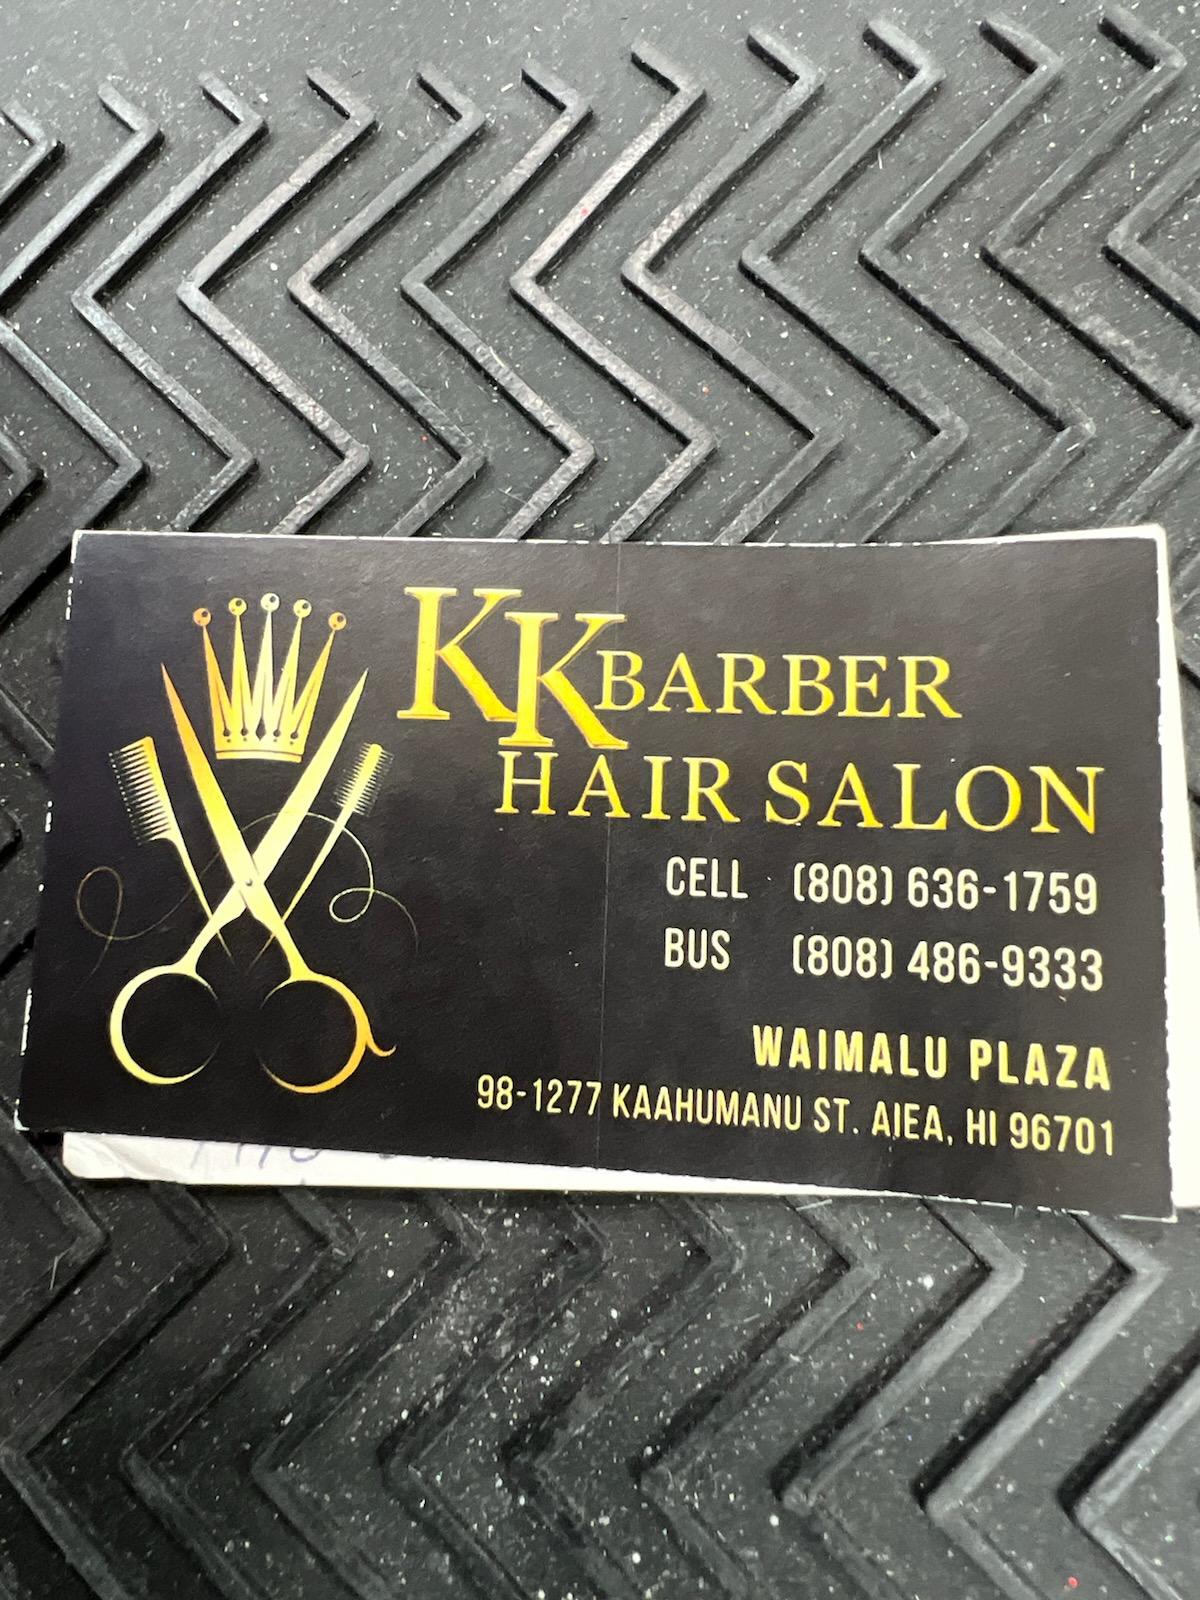 KK BARBER
HAIR SALON
CELL (808) 636-1759
BUS (808) 486-9333
WAIMALU PLAZA
98-1277 KAAHUMANU ST. AIEA, HI 96701